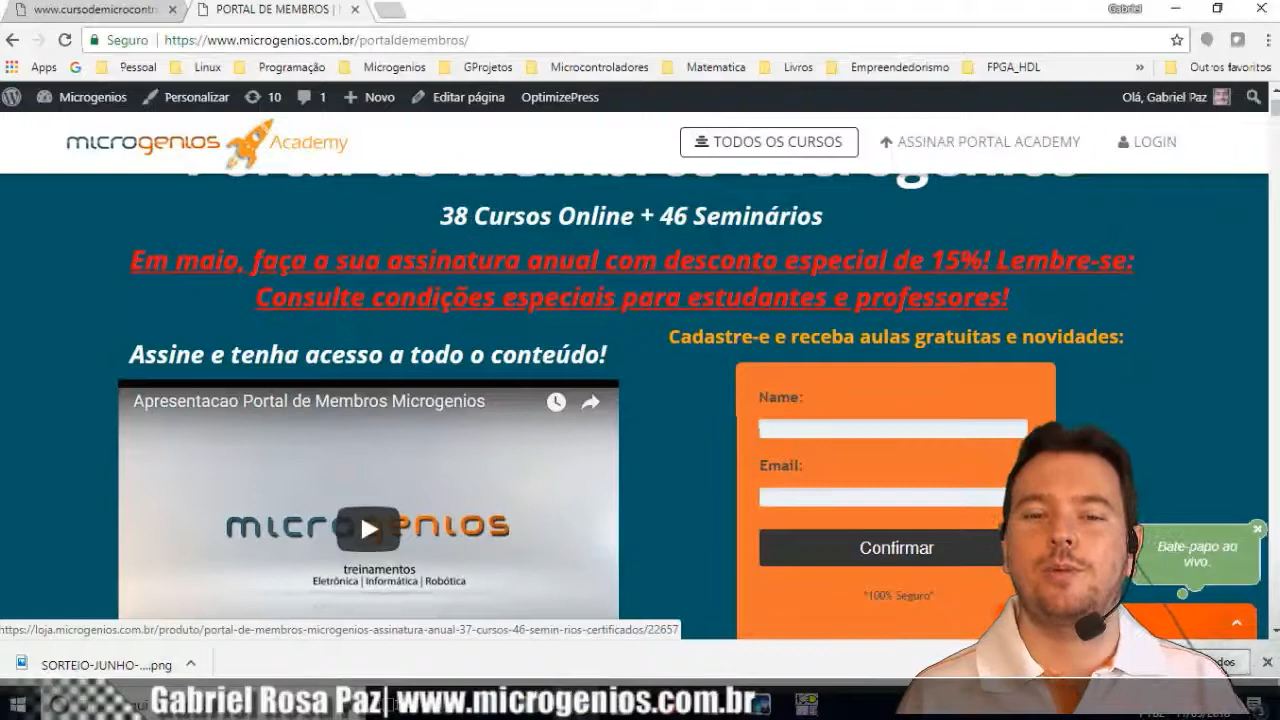 www.cursodemicrocontr
PORTAL DE MEMBROS |
Gabriel
Seguro
https://www.microgenios.com.br/portaldemembros/
Apps
Pessoal
Linux
Programação
Microgenios
GProjetos
Microcontroladores
Matematica
Livros
Empreendedorismo
FPGA_HDL
»
Outros favoritos
Microgenios
Personalizar
10
1
Novo
Editar página
OptimizePress
Olá, Gabriel Paz
microgenios Academy
TODOS OS CURSOS
ASSINAR PORTAL ACADEMY
LOGIN
Portal de Membros Microgenios
38 Cursos Online + 46 Seminários
Em maio, faça a sua assinatura anual com desconto especial de 15%! Lembre-se:
Consulte condições especiais para estudantes e professores!
Assine e tenha acesso a todo o conteúdo!
Cadastre-e e receba aulas gratuitas e novidades:
Apresentacao Portal de Membros Microgenios
microgenios
treinamentos
Eletrônica | Informática | Robótica
Name:
Email:
Confirmar
"100% Seguro"
Bate-papo ao
vivo.
https://loja.microgenios.com.br/produto/portal-de-membros-microgenios-assinatura-anual-37-cursos-46-semin-rios-certificados/22657
SORTEIO-JUNHO-....png
dos
Gabriel Rosa Paz| www.microgenios.com.br